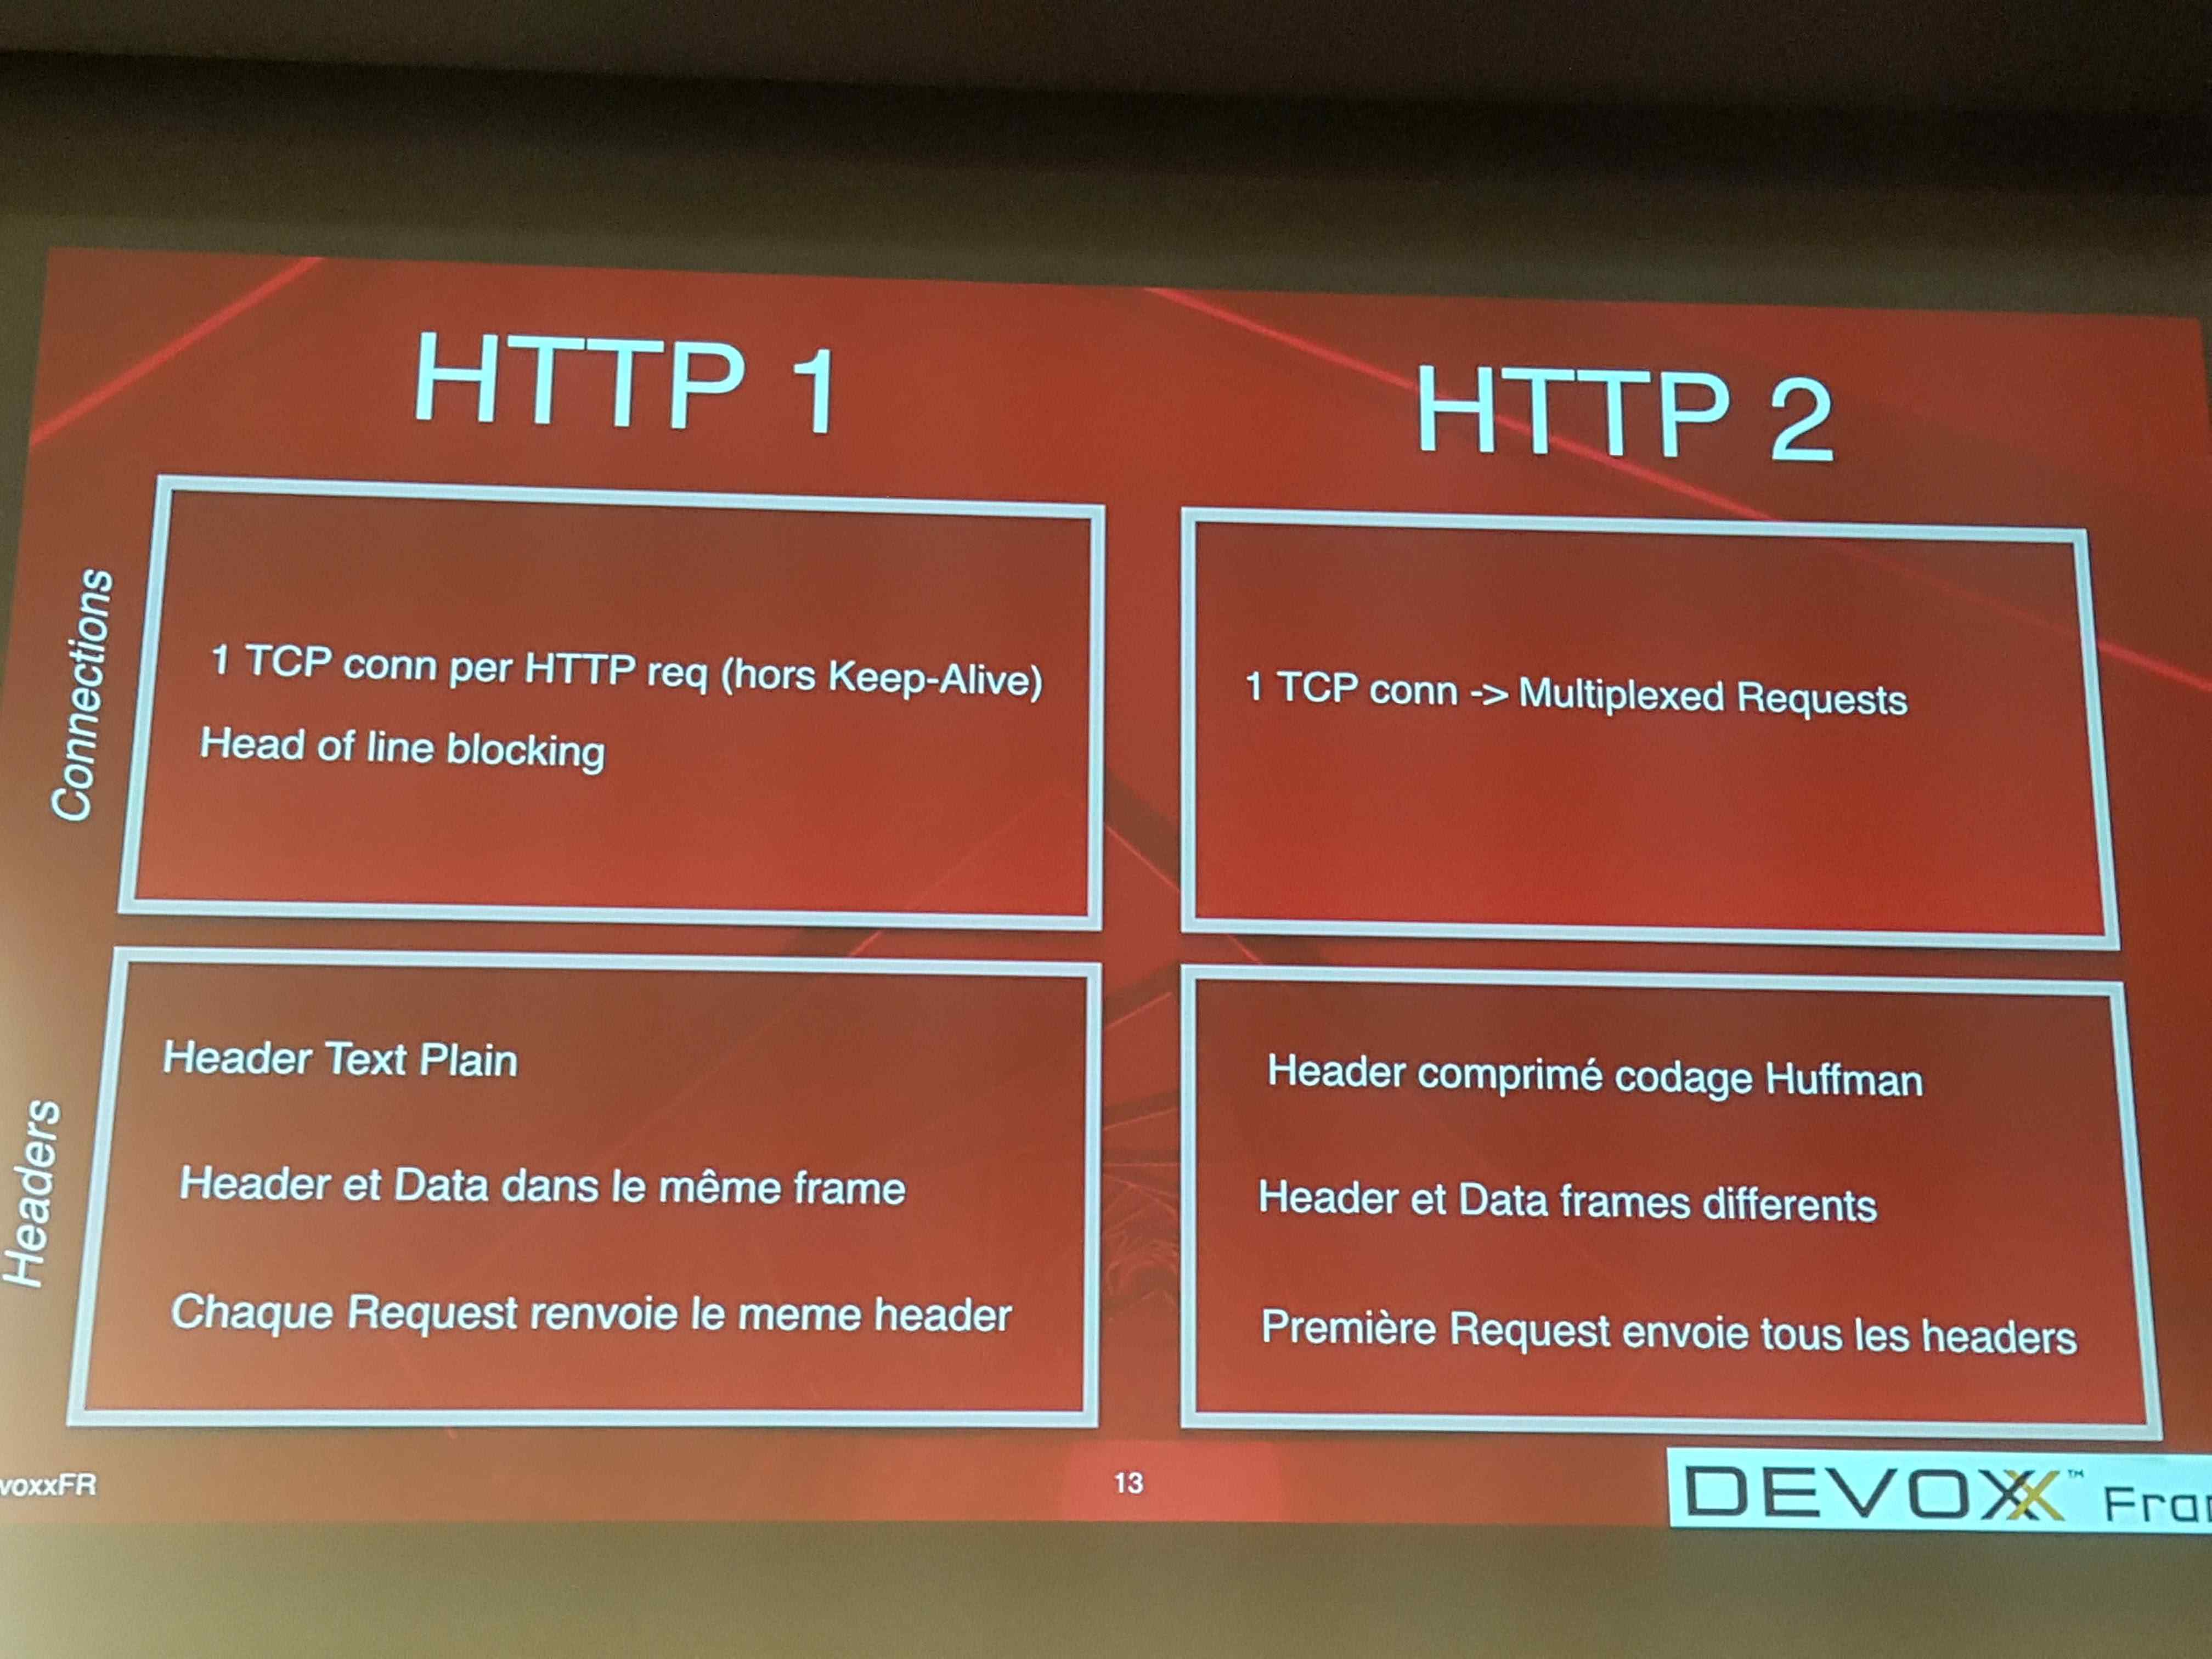 HTTP 1
HTTP 2
Connections
1 TCP conn per HTTP req (hors Keep-Alive)
Head of line blocking
1 TCP conn -> Multiplexed Requests
Headers
Header Text Plain
Header et Data dans le même frame
Chaque Request renvoie le meme header
Header comprimé codage Huffman
Header et Data frames differents
Première Request envoie tous les headers
voxxFR
13
DEVOXX™ Fra